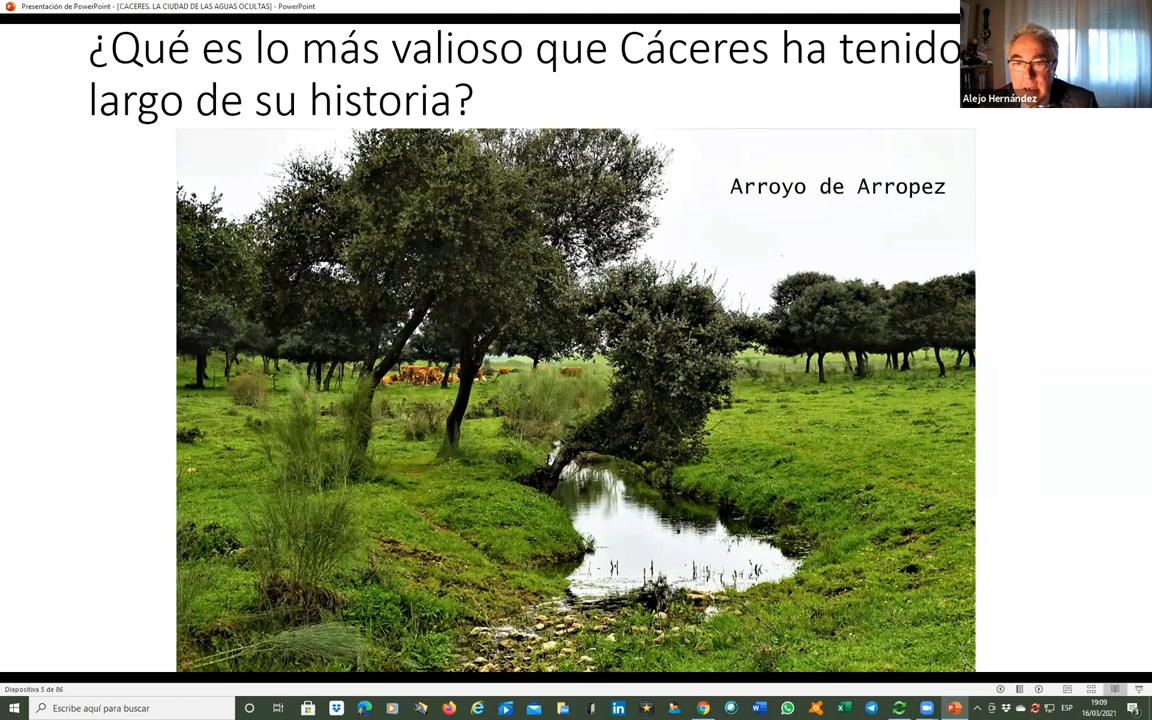 Presentación de PowerPoint - [CACERES. LA CIUDAD DE LAS AGUAS OCULTAS] - PowerPoint
¿Qué es lo más valioso que Cáceres ha tenido
largo de su historia?
Alejo Hernández
Arroyo de Arropez
Diapositiva 5 de 86
Escribe aquí para buscar
ESP
19:09
16/03/2021